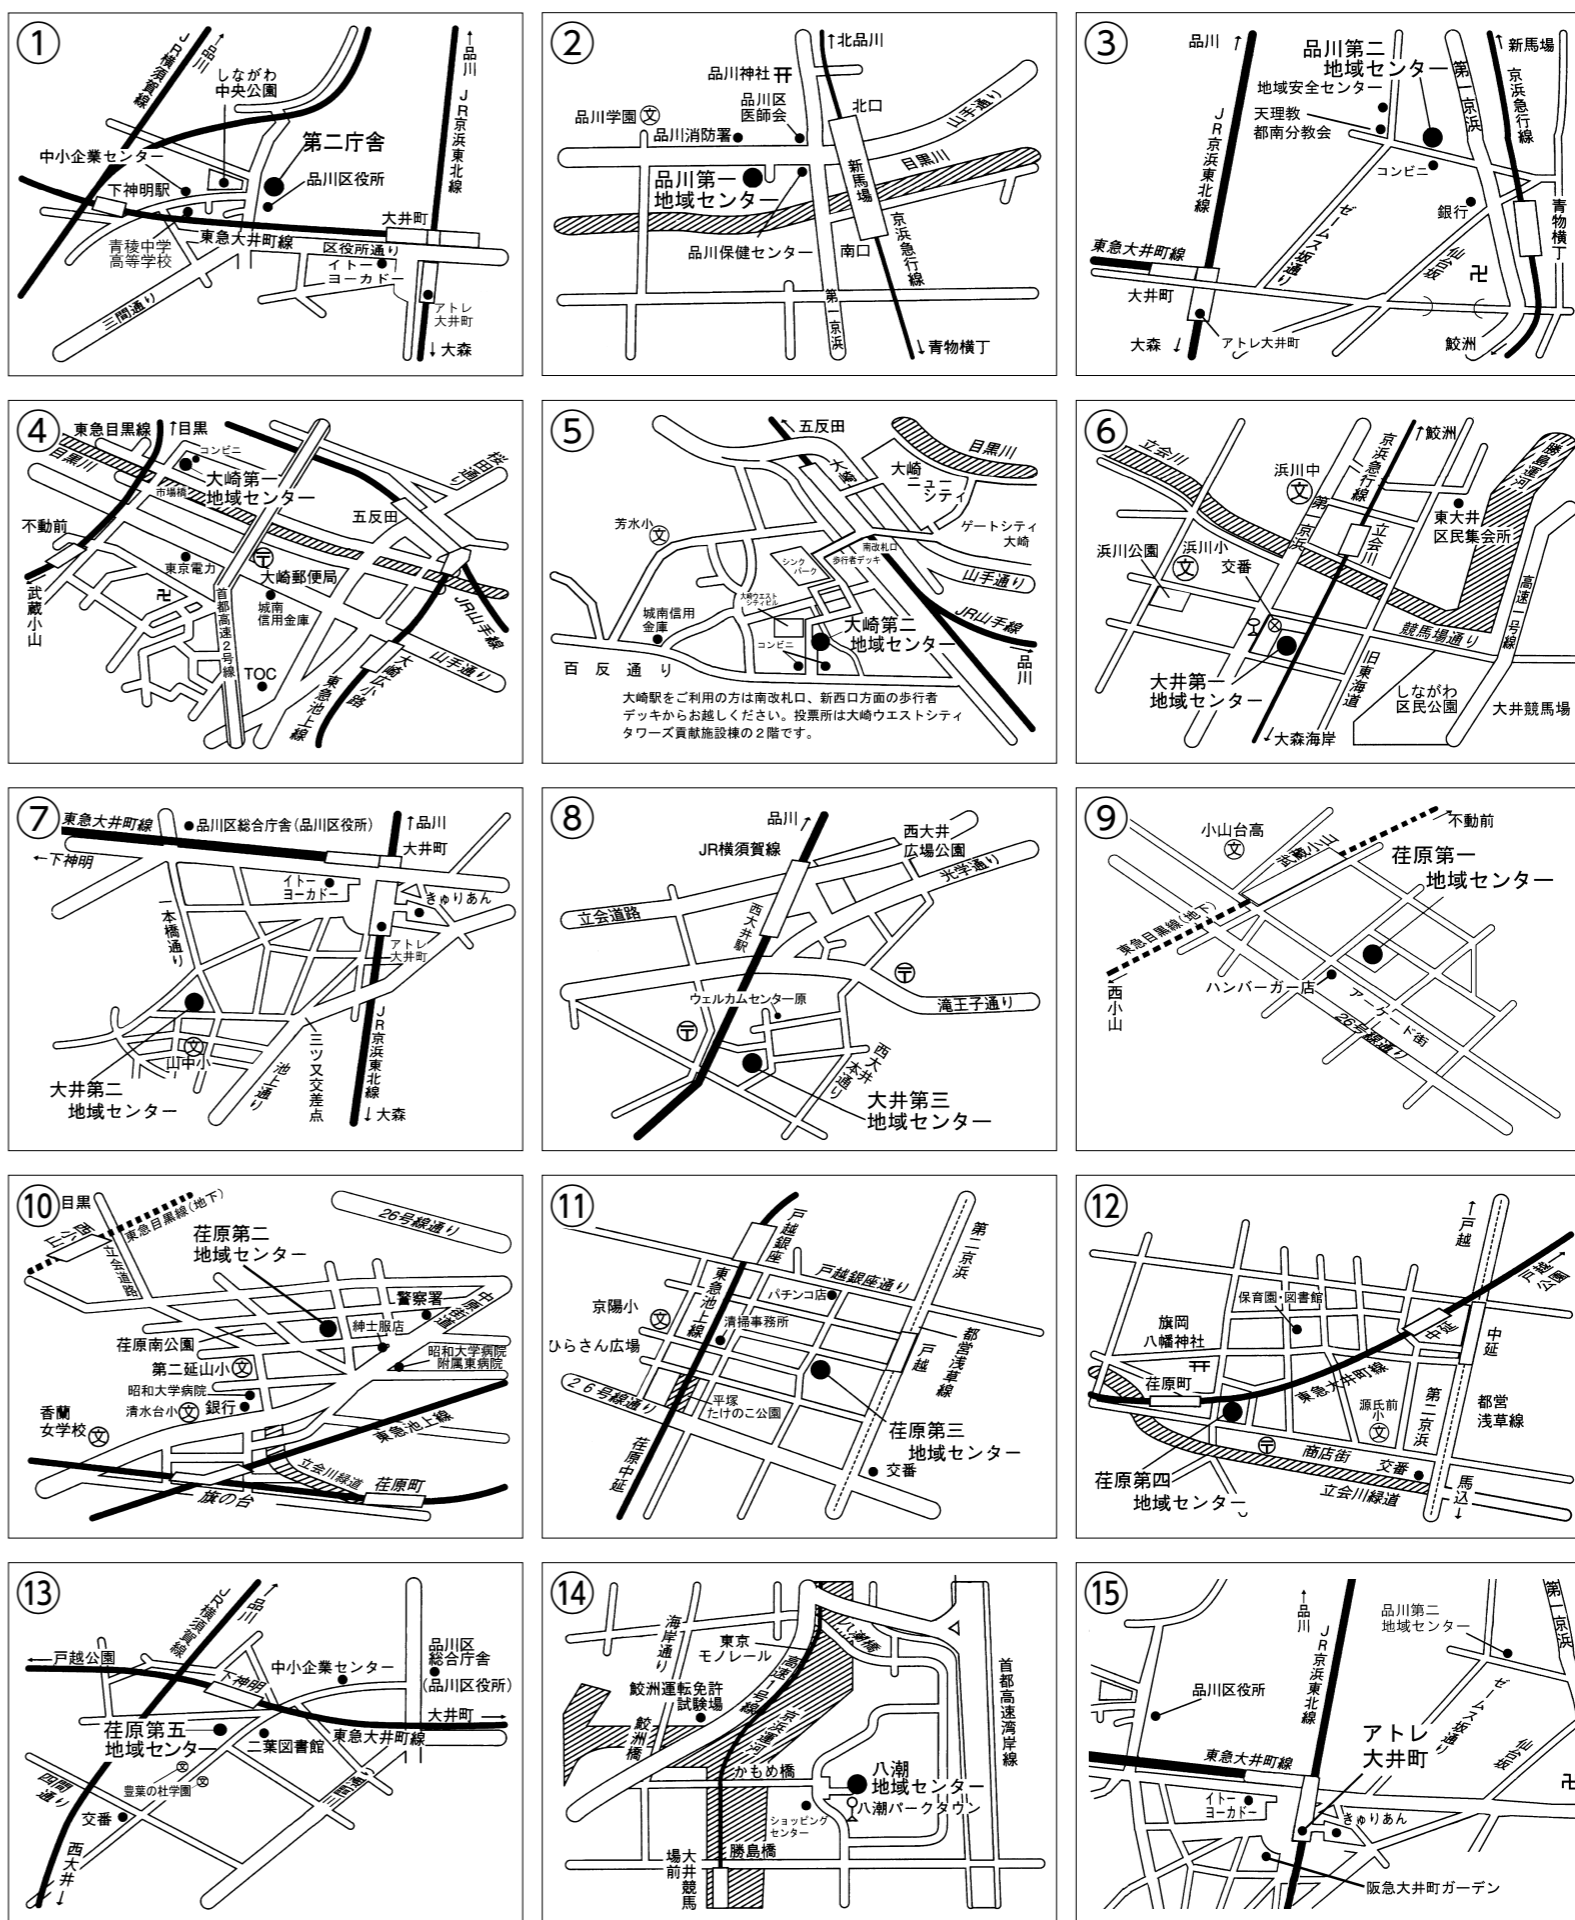 ①
JR横須賀線
↑品川
しながわ
中央公園
↑品川
JR京浜東北線
中小企業センター
第二庁舎
下神明駅
品川区役所
大井町
青稜中学
高等学校
東急大井町線
区役所通り
イトー
ヨーカドー
三間通り
アトレ
大井町
↓大森
②
↑北品川
品川神社
北口
品川区
医師会
山手通り
品川学園
文
品川消防署
目黒川
新馬場
品川第一
地域センター
品川保健センター
南口
京浜急行線
第一京浜
↓青物横丁
③
品川
品川第二
地域センター
第一京浜
新馬場
京浜急行線
地域安全センター
天理教
都南分教会
JR京浜東北線
コンビニ
ゼームス坂通り
銀行
青物横丁
仙台坂
卍
東急大井町線
大井町
大森
アトレ大井町
鮫洲
④
東急目黒線
↑目黒
コンビニ
目黒川
桜田通り
大崎第一
地域センター
市場橋
五反田
不動前
〒
東京電力
大崎郵便局
卍
城南
信用金庫
武蔵小山
首都高速2号線
JR山手線
TOC
山手通り
大崎広小路
東急池上線
⑤
五反田
目黒川
大崎
大崎
ニュー
シティ
芳水小
文
ゲートシティ
大崎
南改札口
シンク
パーク
歩行者デッキ
山手通り
大崎ウエスト
シティビル
JR山手線
城南信用
金庫
大崎第二
地域センター
コンビニ
品川
百反通り
大崎駅をご利用の方は南改札口、新西口方面の歩行者
デッキからお越しください。投票所は大崎ウエストシティ
タワーズ貢献施設棟の2階です。
⑥
立会川
鮫洲
京浜急行線
勝島運河
浜川中
文
第一京浜
東大井
区民集会所
立会川
浜川公園
浜川小
文
交番
高速一号線
競馬場通り
大井第一
地域センター
旧東海道
しながわ
区民公園
大井競馬場
↓大森海岸
⑦
東急大井町線
品川区総合庁舎(品川区役所)
↑品川
←下神明
大井町
イトー
ヨーカドー
きゅりあん
一本橋通り
アトレ
大井町
JR京浜東北線
文
山中小
池上通り
三ツ又交差点
大井第二
地域センター
↓大森
⑧
品川
JR横須賀線
西大井
広場公園
光学通り
立会道路
西大井駅
〒
ウェルカムセンター原
滝王子通り
〒
西大井本通り
大井第三
地域センター
⑨
小山台高
文
不動前
武蔵小山
荏原第一
地域センター
東急目黒線(地下)
西小山
ハンバーガー店
アーケード街
26号線通り
⑩
目黒
東急目黒線(地下)
西小山
立会道路
26号線通り
荏原第二
地域センター
中原街道
警察署
荏原南公園
紳士服店
第二延山小
文
昭和大学病院
附属東病院
昭和大学病院
清水台小
文
銀行
香蘭
女学校
文
東急池上線
立会川緑道
荏原町
旗の台
⑪
戸越銀座
第二京浜
戸越銀座通り
東急池上線
パチンコ店
京陽小
文
清掃事務所
都営浅草線
ひらさん広場
戸越
26号線通り
平塚
たけのこ公園
荏原中延
荏原第三
地域センター
交番
⑫
↑戸越
戸越公園
保育園・図書館
旗岡
八幡神社
中延
中延
荏原町
東急大井町線
第二京浜
都営
浅草線
源氏前
小
文
〒
商店街
交番
荏原第四
地域センター
立会川緑道
馬込↓
⑬
JR横須賀線
品川
←戸越公園
下神明
中小企業センター
品川区
総合庁舎
(品川区役所)
大井町→
荏原第五
地域センター
東急大井町線
二葉図書館
文
文
豊葉の杜学園
四間通り
三間通り
交番
西大井↓
⑭
海岸通り
東京
モノレール
八潮橋
高速1号線
首都高速湾岸線
鮫洲運転免許
試験場
京浜運河
鮫洲橋
かもめ橋
八潮
地域センター
八潮パークタウン
ショッピング
センター
大井競馬場前
勝島橋
⑮
↑品川
JR京浜東北線
品川第二
地域センター
第一京浜
品川区役所
ゼームス坂通り
東急大井町線
アトレ
大井町
仙台坂
イトー
ヨーカドー
きゅりあん
卍
阪急大井町ガーデン